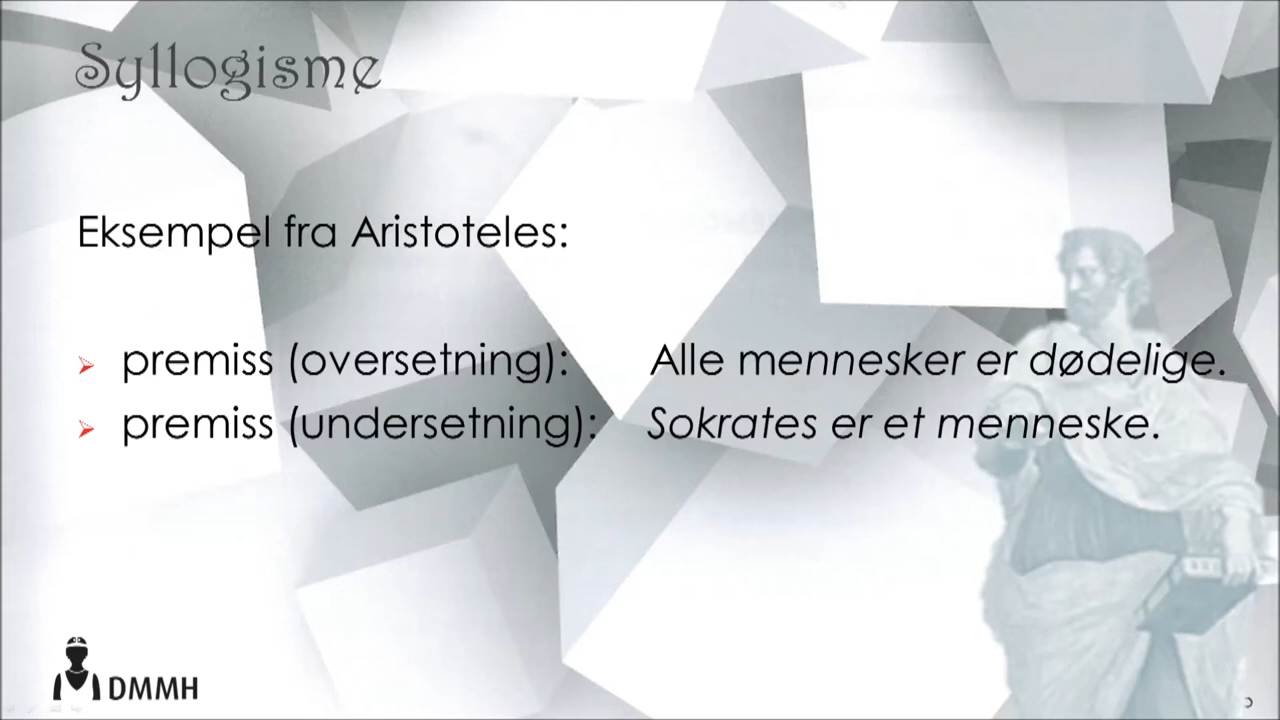 Syllogisme
Eksempel fra Aristoteles:
➢ premiss (oversetning): Alle mennesker er dødelige.
➢ premiss (undersetning): Sokrates er et menneske.
DMMH